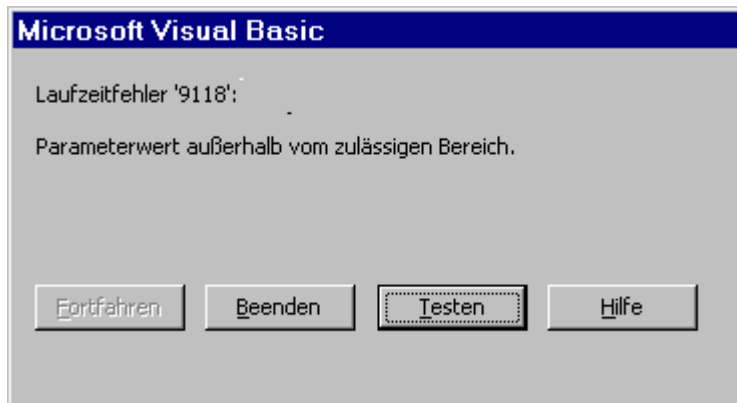 Microsoft Visual Basic
Laufzeitfehler '9118':
Parameterwert außerhalb vom zulässigen Bereich.
Fortfahren Beenden Testen Hilfe